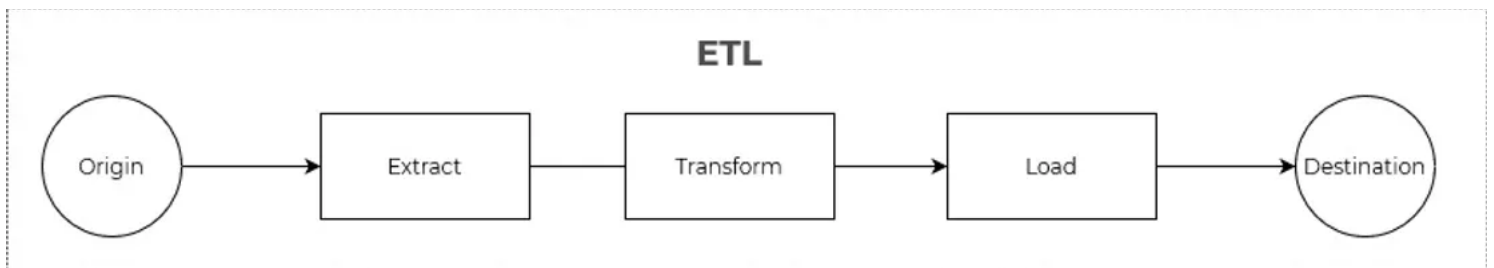 ETL
Origin
Extract
Transform
Load
Destination